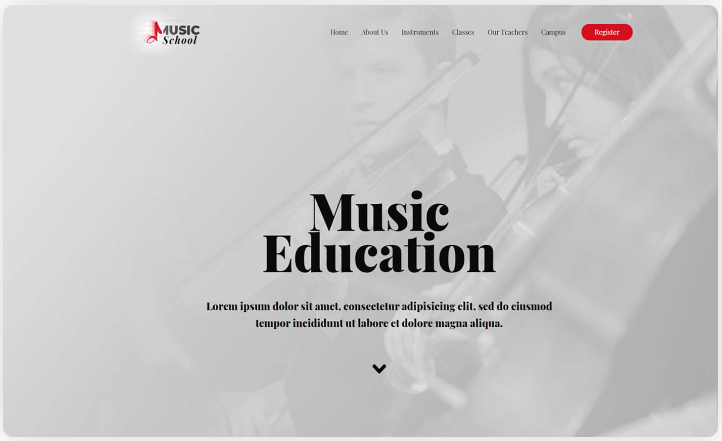 MUSIC
School
Home About Us Instruments Classes Our Teachers Campus Register
Music
Education
Lorem ipsum dolor sit amet, consectetur adipisicing elit, sed do eiusmod
tempor incididunt ut labore et dolore magna aliqua.